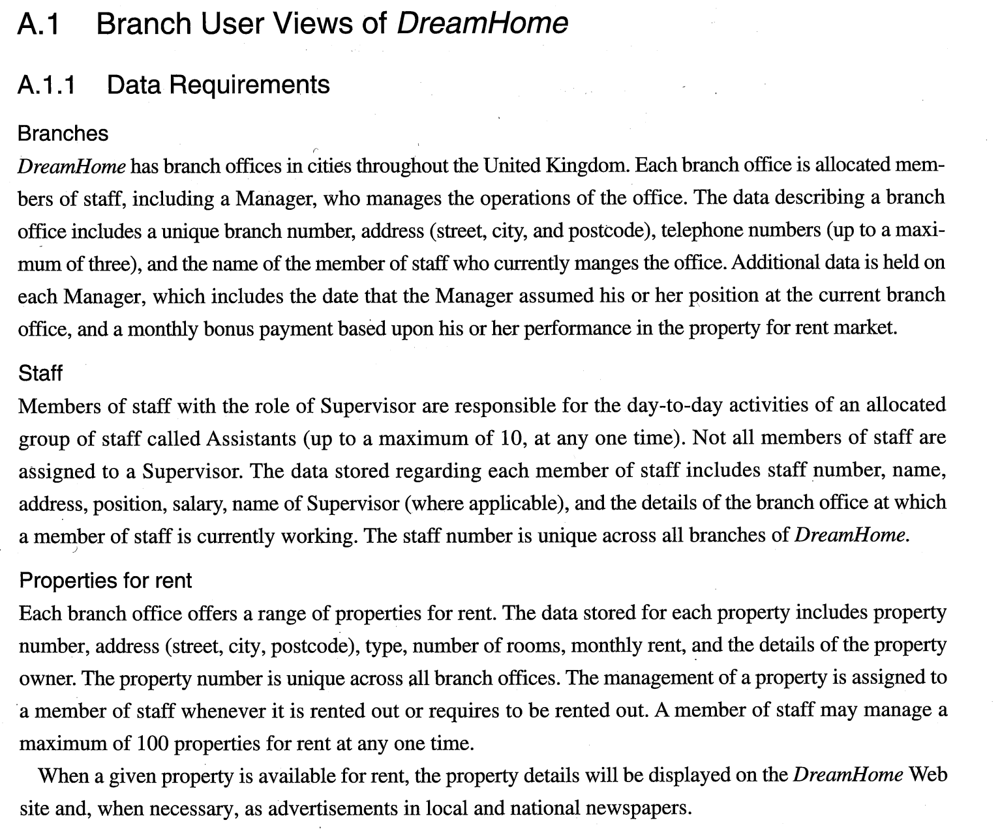 A.1 Branch User Views of DreamHome
A.1.1 Data Requirements
Branches
DreamHome has branch offices in cities throughout the United Kingdom. Each branch office is allocated mem-
bers of staff, including a Manager, who manages the operations of the office. The data describing a branch
office includes a unique branch number, address (street, city, and postcode), telephone numbers (up to a maxi-
mum of three), and the name of the member of staff who currently manges the office. Additional data is held on
each Manager, which includes the date that the Manager assumed his or her position at the current branch
office, and a monthly bonus payment based upon his or her performance in the property for rent market.
Staff
Members of staff with the role of Supervisor are responsible for the day-to-day activities of an allocated
group of staff called Assistants (up to a maximum of 10, at any one time). Not all members of staff are
assigned to a Supervisor. The data stored regarding each member of staff includes staff number, name,
address, position, salary, name of Supervisor (where applicable), and the details of the branch office at which
a member of staff is currently working. The staff number is unique across all branches of DreamHome.
Properties for rent
Each branch office offers a range of properties for rent. The data stored for each property includes property
number, address (street, city, postcode), type, number of rooms, monthly rent, and the details of the property
owner. The property number is unique across all branch offices. The management of a property is assigned to
a member of staff whenever it is rented out or requires to be rented out. A member of staff may manage a
maximum of 100 properties for rent at any one time.
When a given property is available for rent, the property details will be displayed on the DreamHome Web
site and, when necessary, as advertisements in local and national newspapers.